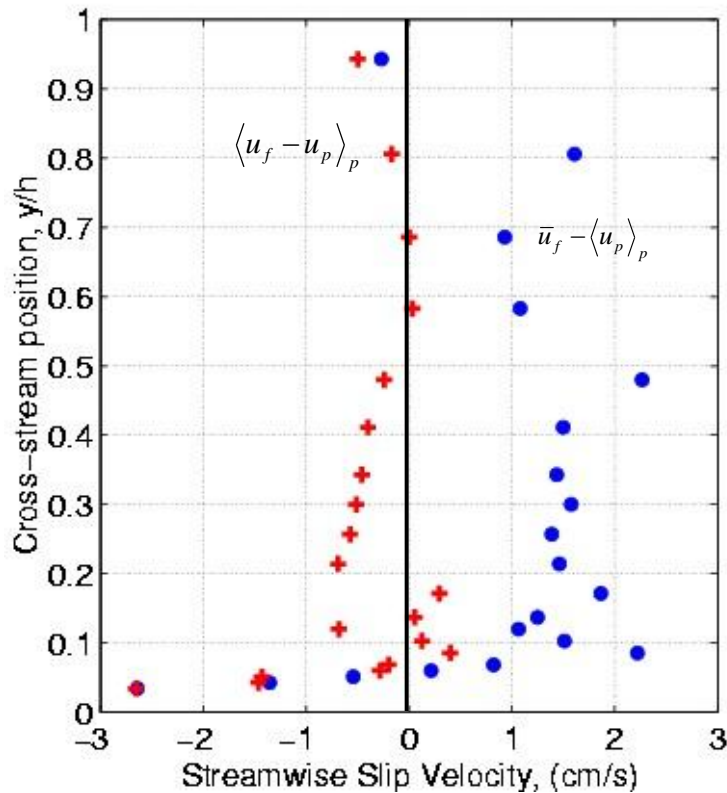 1
0.9
0.8
0.7
0.6
0.5
0.4
0.3
0.2
0.1
0
Cross−stream position, y/h
⟨u_f − u_p⟩_p
ū_f − ⟨u_p⟩_p
−3 −2 −1 0 1 2 3
Streamwise Slip Velocity, (cm/s)